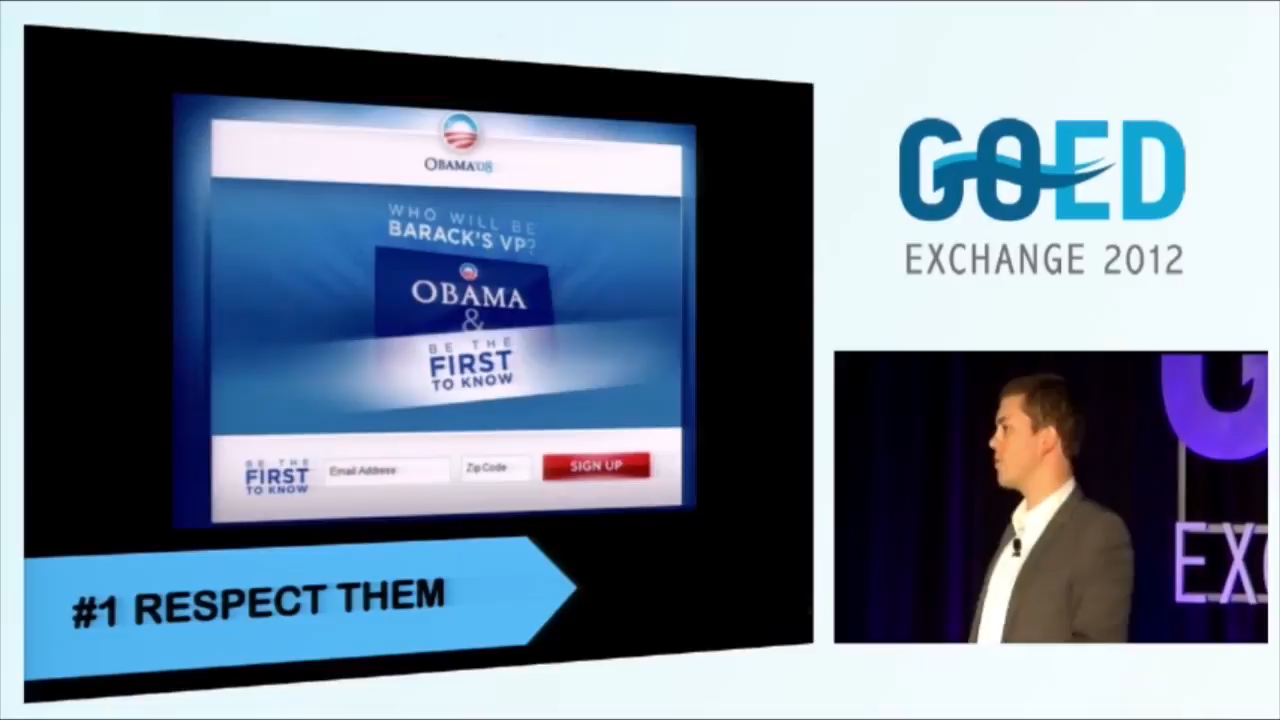 OBAMA'08
WHO WILL BE
BARACK'S VP?
OBAMA
&
BE THE
FIRST
TO KNOW
BE THE
FIRST
TO KNOW
Email Address
Zip Code
SIGN UP
#1 RESPECT THEM
GOED
EXCHANGE 2012
G
EX